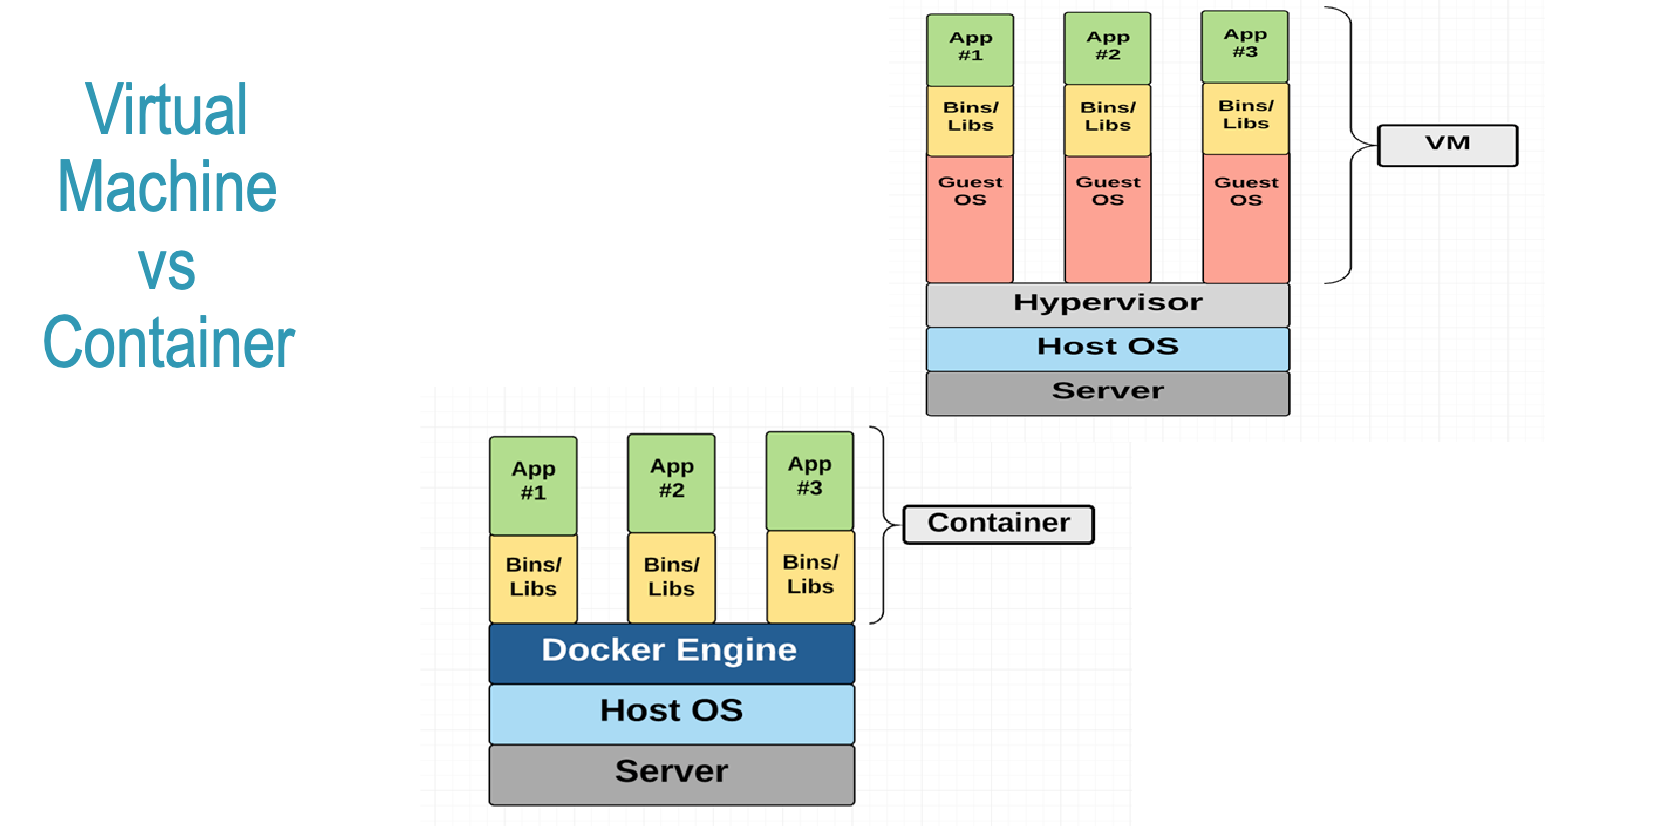 Virtual
Machine
vs
Container
App
#1
App
#2
App
#3
Bins/
Libs
Bins/
Libs
Bins/
Libs
Guest
OS
Guest
OS
Guest
OS
VM
Hypervisor
Host OS
Server
App
#1
App
#2
App
#3
Bins/
Libs
Bins/
Libs
Bins/
Libs
Container
Docker Engine
Host OS
Server